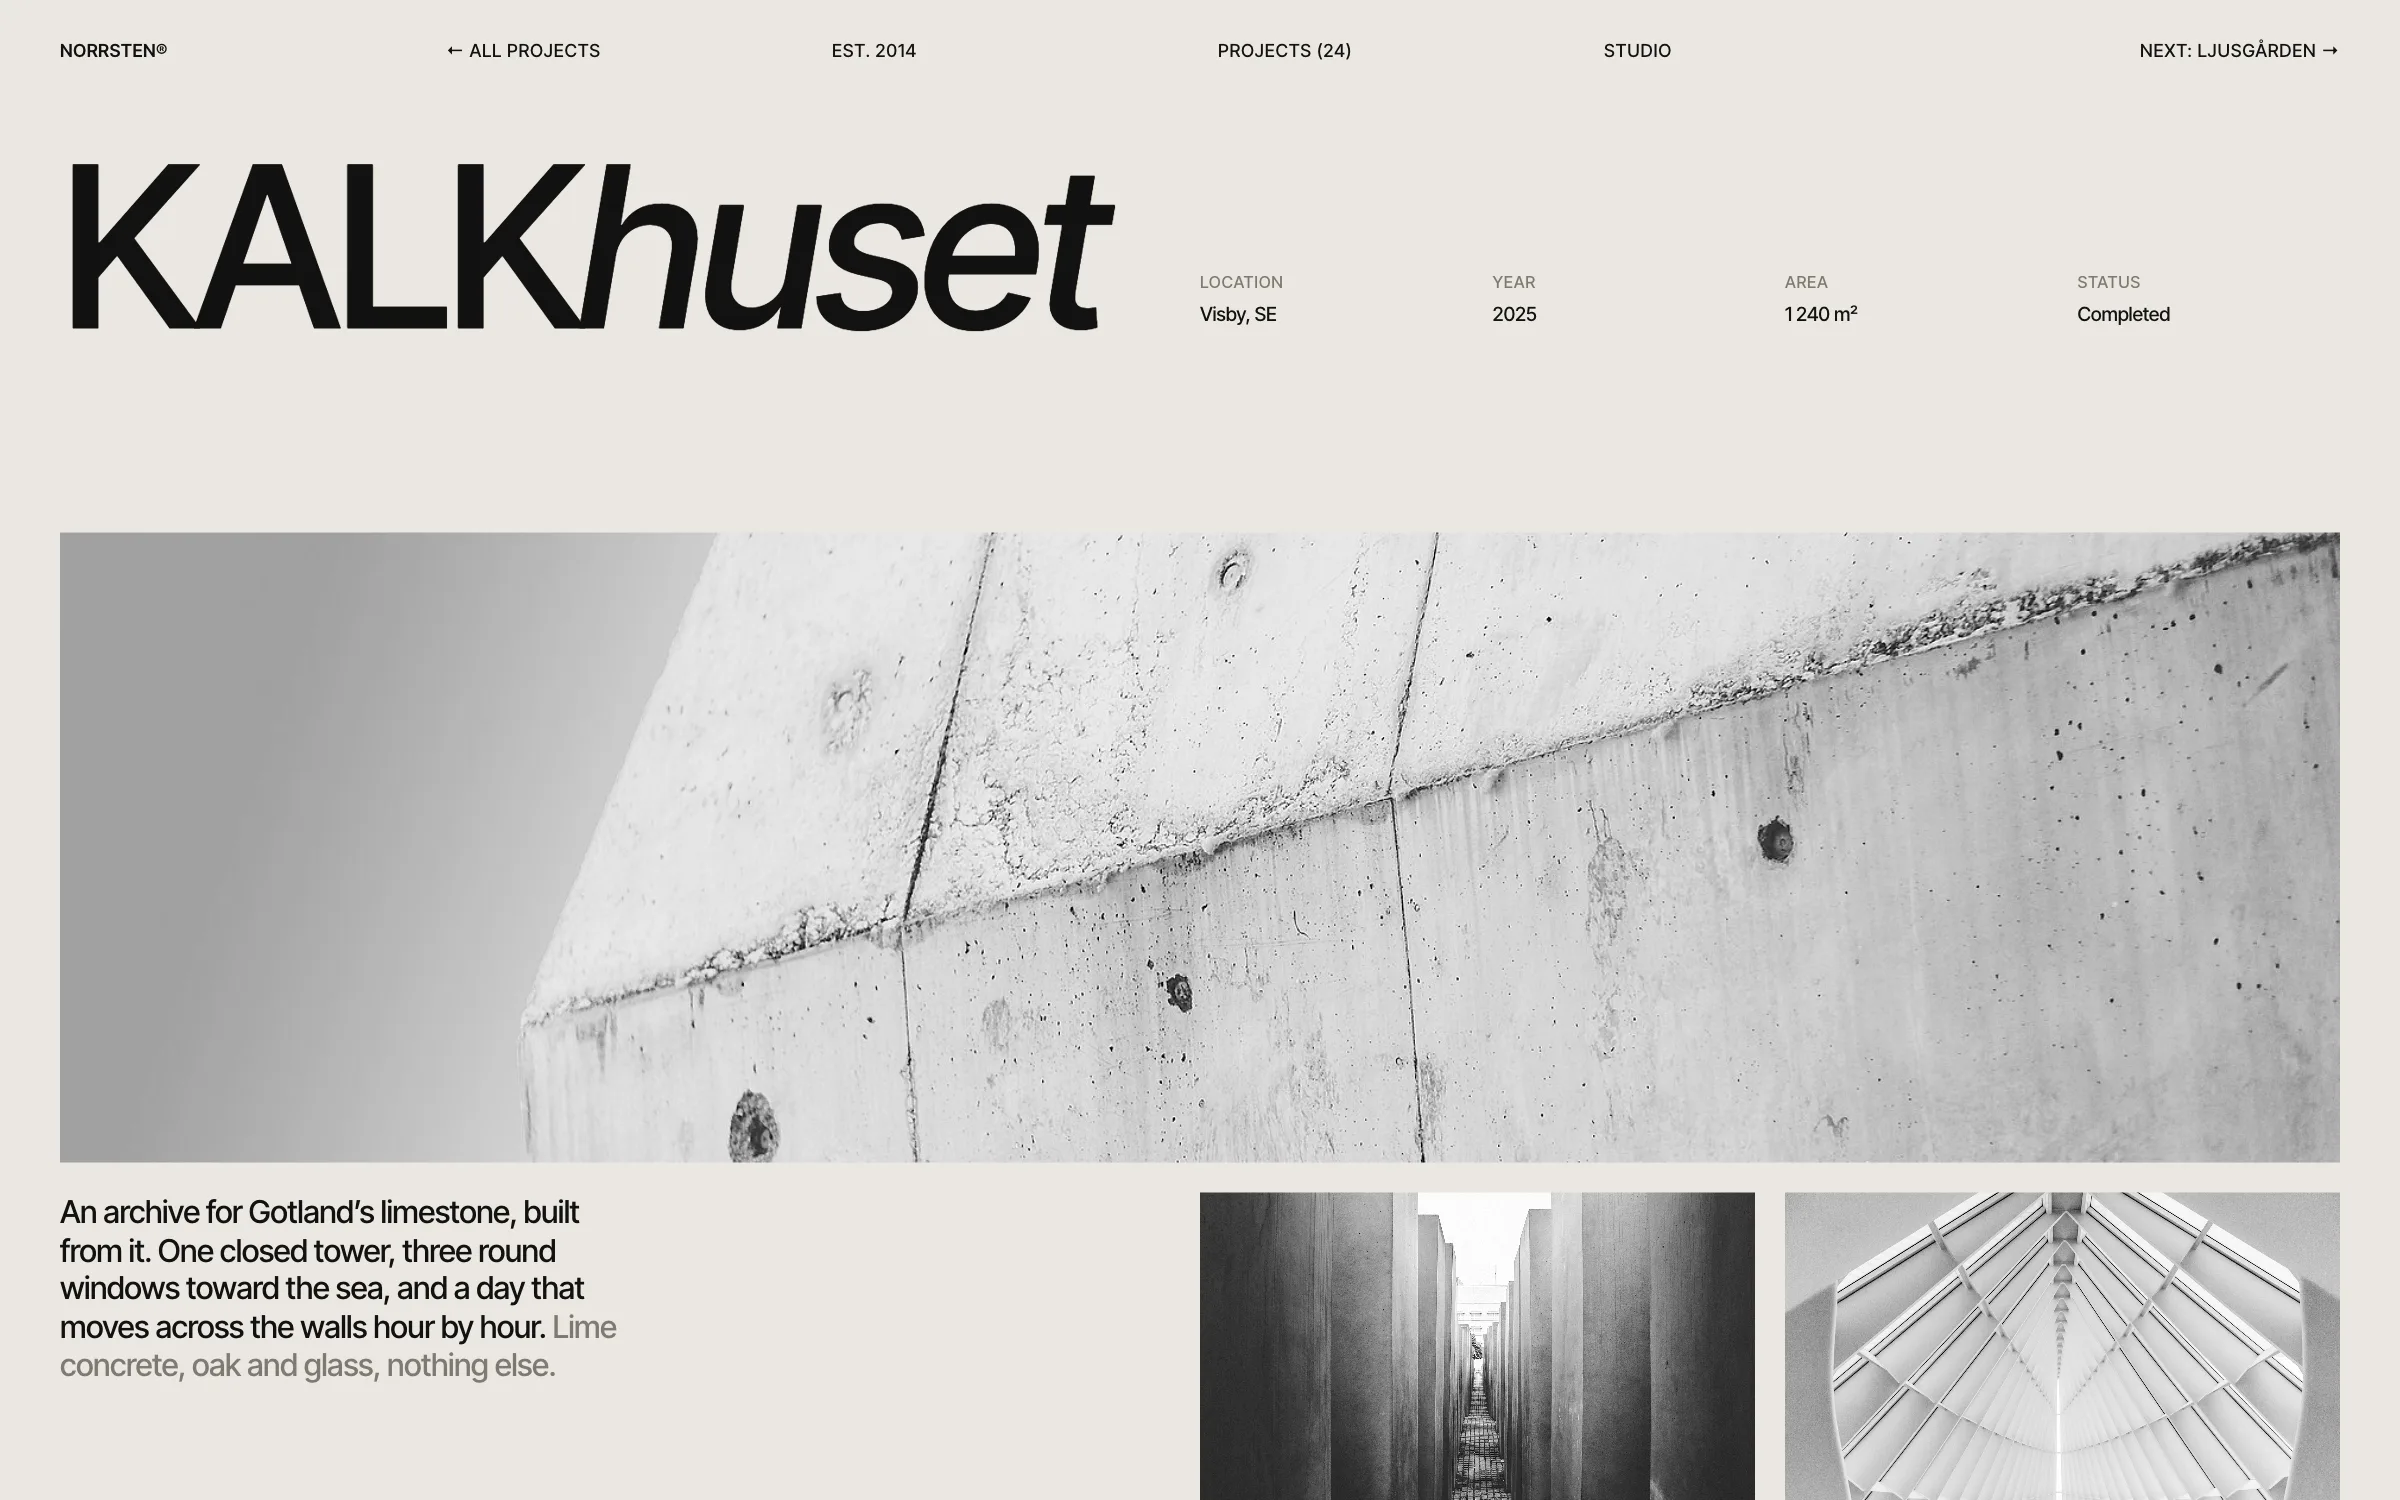 NORRSTEN®
← ALL PROJECTS
EST. 2014
PROJECTS (24)
STUDIO
NEXT: LJUSGÅRDEN →
KALKhuset
LOCATION
Visby, SE
YEAR
2025
AREA
1 240 m²
STATUS
Completed
An archive for Gotland’s limestone, built
from it. One closed tower, three round
windows toward the sea, and a day that
moves across the walls hour by hour. Lime
concrete, oak and glass, nothing else.